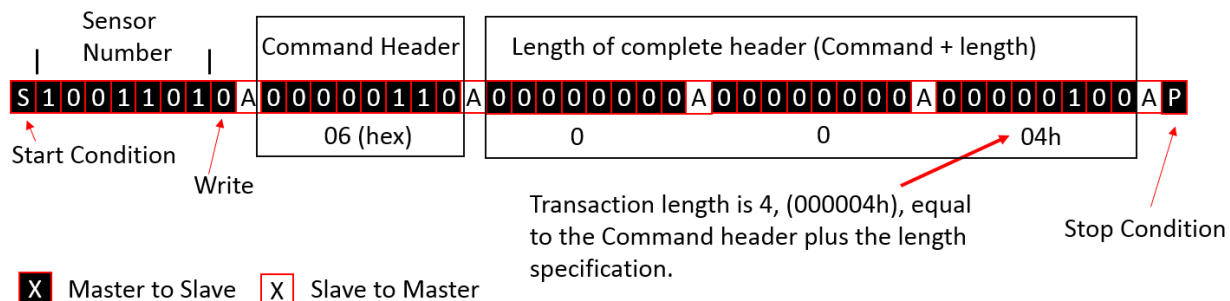 Sensor
Number
Command Header
Length of complete header (Command + length)
S 1 0 0 1 1 0 1 0 A 0 0 0 0 0 1 1 0 A 0 0 0 0 0 0 0 0 A 0 0 0 0 0 0 0 0 A 0 0 0 0 0 1 0 0 A P
06 (hex)
0
0
04h
Start Condition
Write
Transaction length is 4, (000004h), equal
to the Command header plus the length
specification.
Stop Condition
X Master to Slave
X Slave to Master